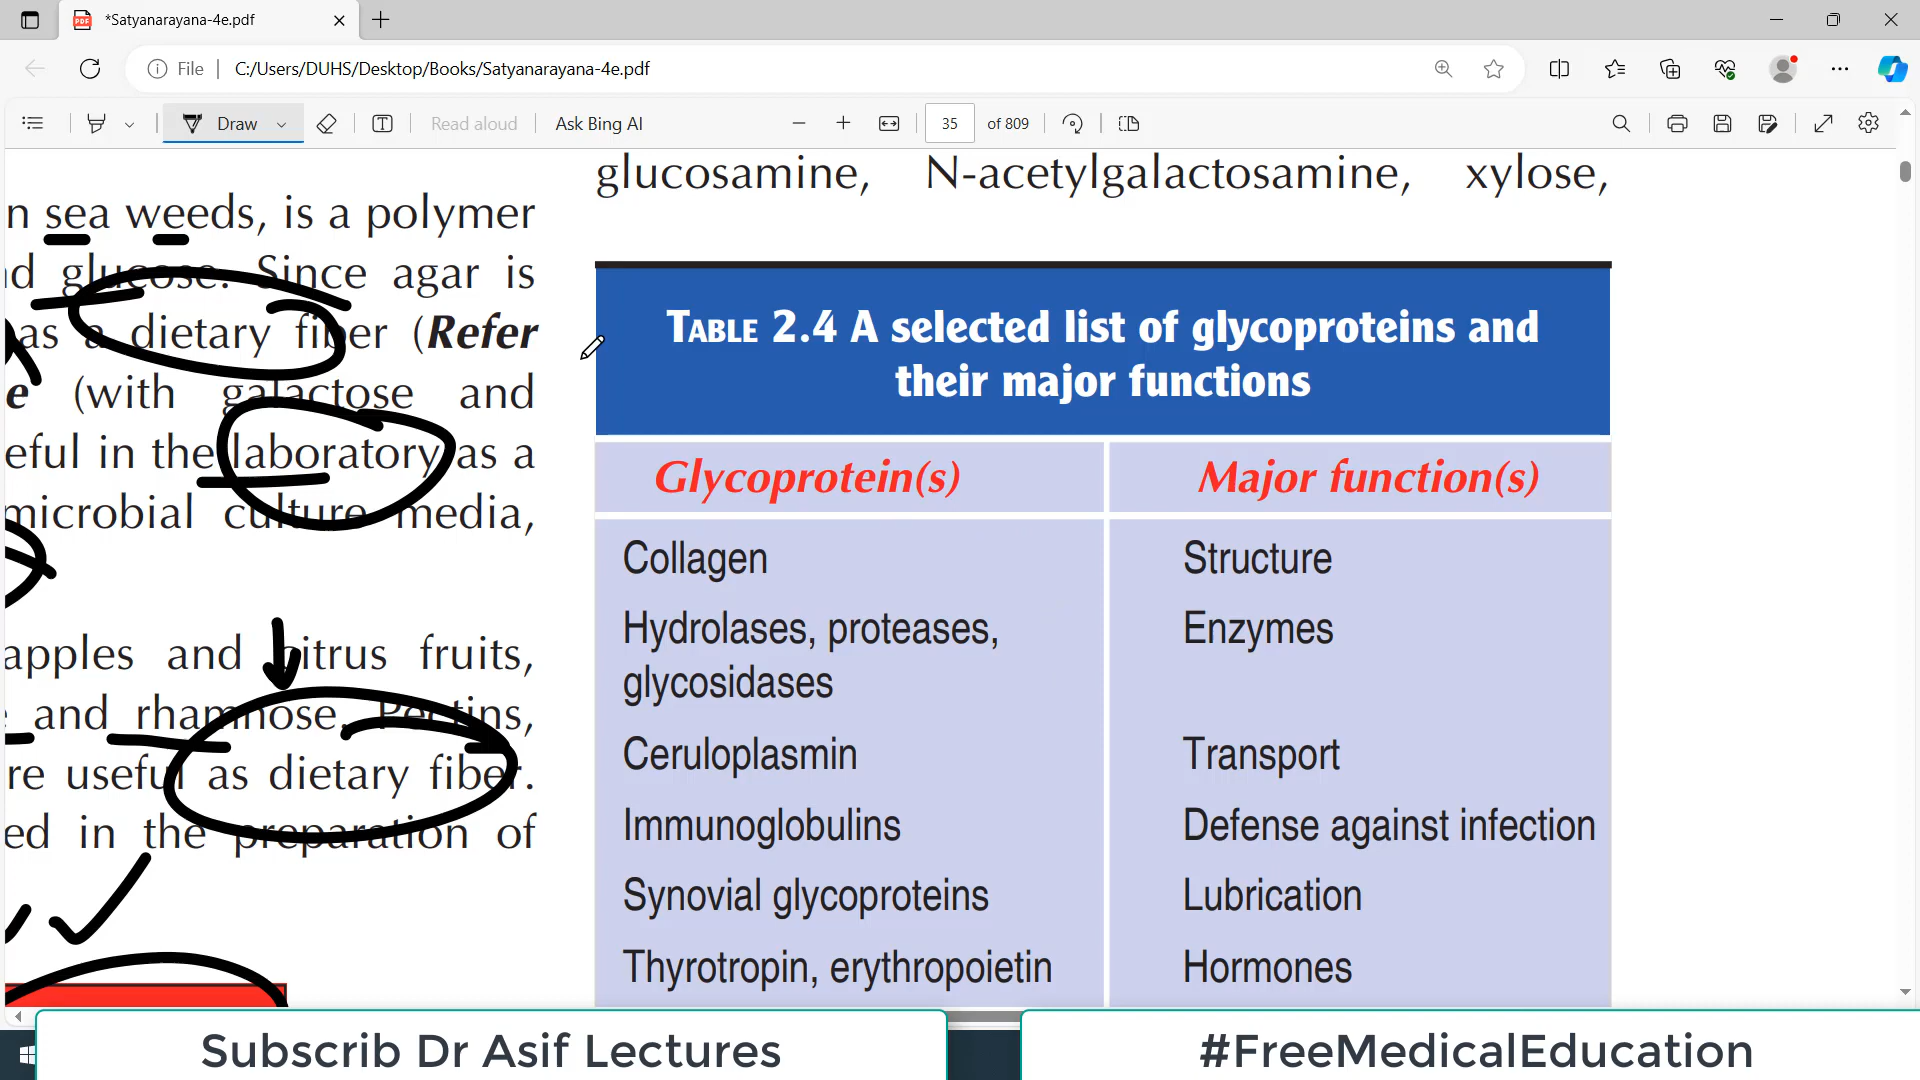 *Satyanarayana-4e.pdf
File | C:/Users/DUHS/Desktop/Books/Satyanarayana-4e.pdf
Draw Read aloud Ask Bing AI 35 of 809
n sea weeds, is a polymer
nd glucose. Since agar is
as a dietary fiber (Refer
e (with galactose and
eful in the laboratory as a
microbial culture media,
apples and citrus fruits,
e and rhamnose. Pectins,
re useful as dietary fiber.
ed in the preparation of
glucosamine, N-acetylgalactosamine, xylose,
TABLE 2.4 A selected list of glycoproteins and
their major functions
Glycoprotein(s) Major function(s)
Collagen Structure
Hydrolases, proteases, Enzymes
glycosidases
Ceruloplasmin Transport
Immunoglobulins Defense against infection
Synovial glycoproteins Lubrication
Thyrotropin, erythropoietin Hormones
Subscrib Dr Asif Lectures
#FreeMedicalEducation